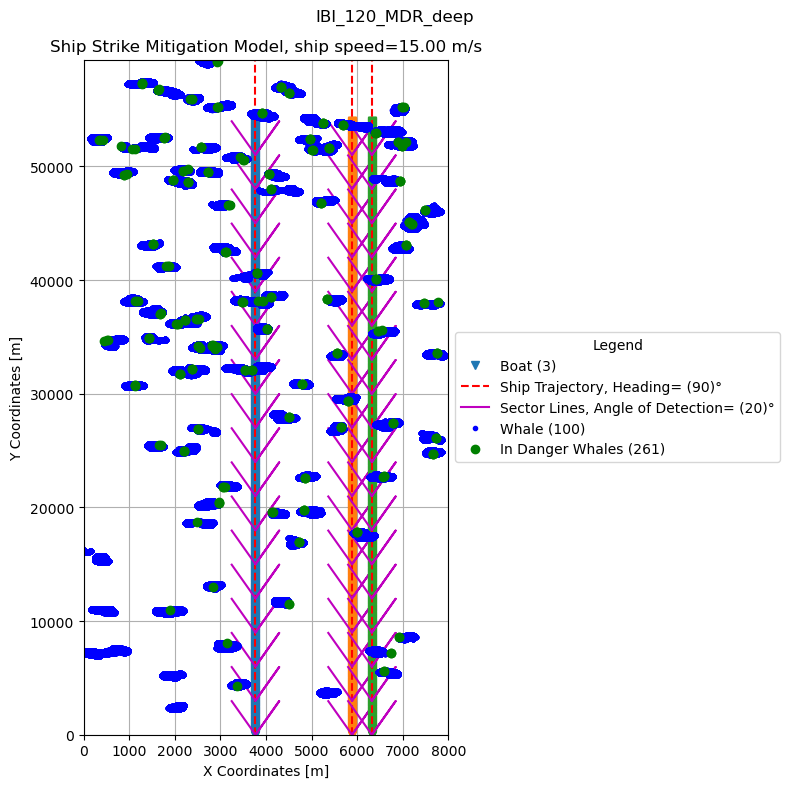 IBI_120_MDR_deep
Ship Strike Mitigation Model, ship speed=15.00 m/s
50000
40000
30000
20000
10000
0
Y Coordinates [m]
0 1000 2000 3000 4000 5000 6000 7000 8000
X Coordinates [m]
Legend
Boat (3)
Ship Trajectory, Heading= (90)°
Sector Lines, Angle of Detection= (20)°
Whale (100)
In Danger Whales (261)